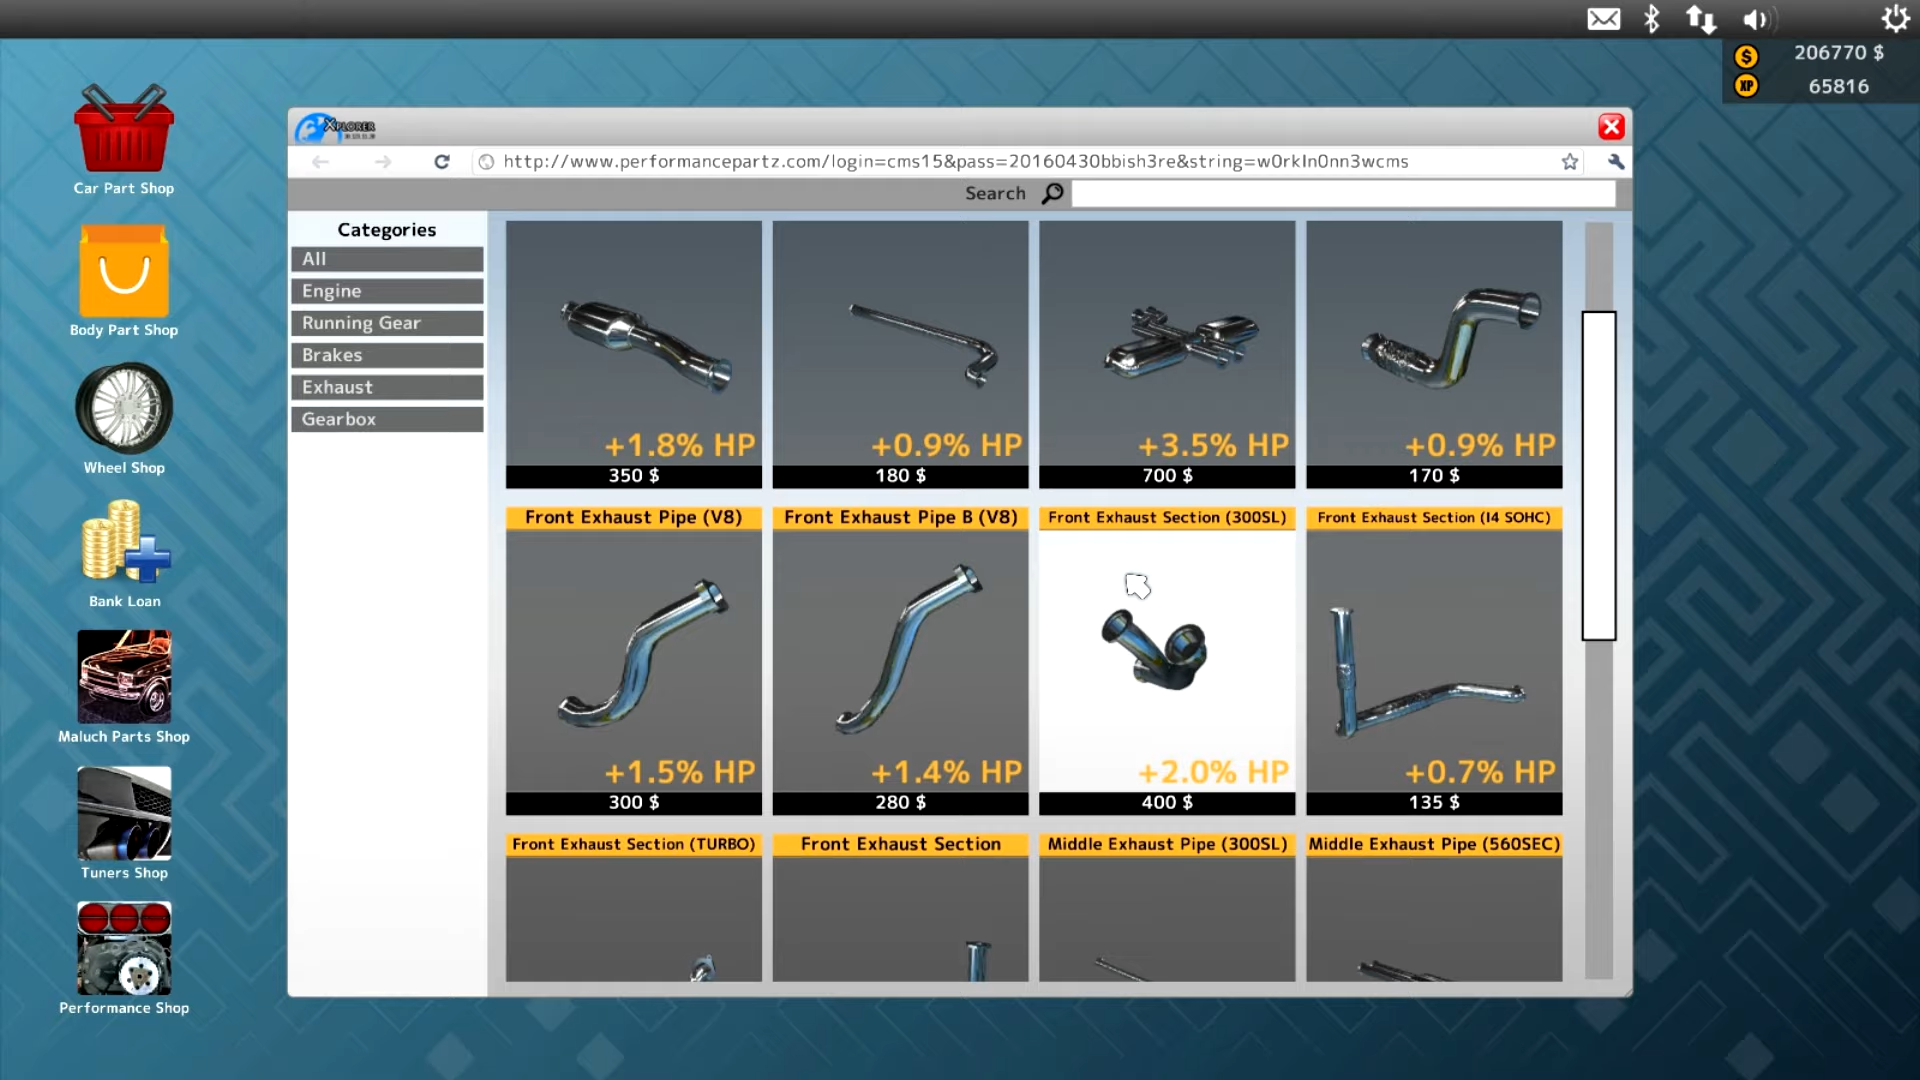 206770 $
XP 65816
XPLORER
http://www.performancepartz.com/login=cms15&pass=20160430bbish3re&string=w0rkIn0nn3wcms
Search
Car Part Shop
Body Part Shop
Wheel Shop
Bank Loan
Maluch Parts Shop
Tuners Shop
Performance Shop
Categories
All
Engine
Running Gear
Brakes
Exhaust
Gearbox
+1.8% HP
350 $
+0.9% HP
180 $
+3.5% HP
700 $
+0.9% HP
170 $
Front Exhaust Pipe (V8)
+1.5% HP
300 $
Front Exhaust Pipe B (V8)
+1.4% HP
280 $
Front Exhaust Section (300SL)
+2.0% HP
400 $
Front Exhaust Section (I4 SOHC)
+0.7% HP
135 $
Front Exhaust Section (TURBO)
Front Exhaust Section
Middle Exhaust Pipe (300SL)
Middle Exhaust Pipe (560SEC)